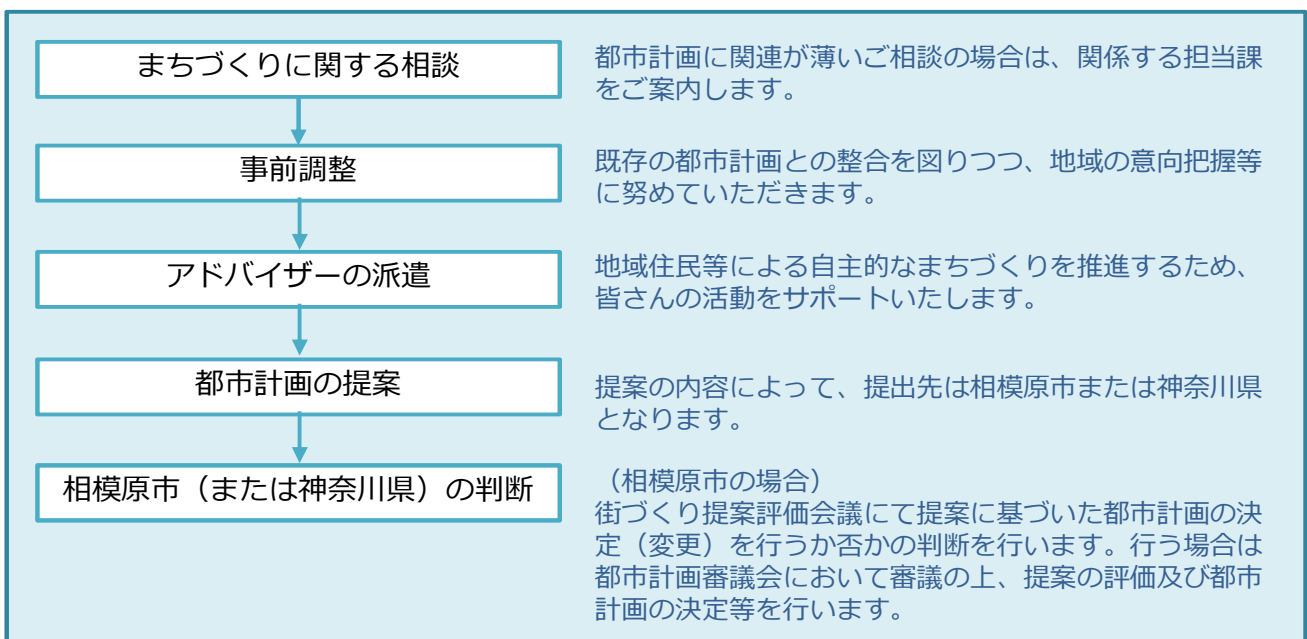 まちづくりに関する相談
都市計画に関連が薄いご相談の場合は、関係する担当課
をご案内します。
事前調整
既存の都市計画との整合を図りつつ、地域の意向把握等
に努めていただきます。
アドバイザーの派遣
地域住民等による自主的なまちづくりを推進するため、
皆さんの活動をサポートいたします。
都市計画の提案
提案の内容によって、提出先は相模原市または神奈川県
となります。
相模原市（または神奈川県）の判断
（相模原市の場合）
街づくり提案評価会議にて提案に基づいた都市計画の決
定（変更）を行うか否かの判断を行います。行う場合は
都市計画審議会において審議の上、提案の評価及び都市
計画の決定等を行います。